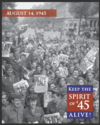 AUGUST 14, 1945
KEEP THE
SPIRIT
OF '45
ALIVE!